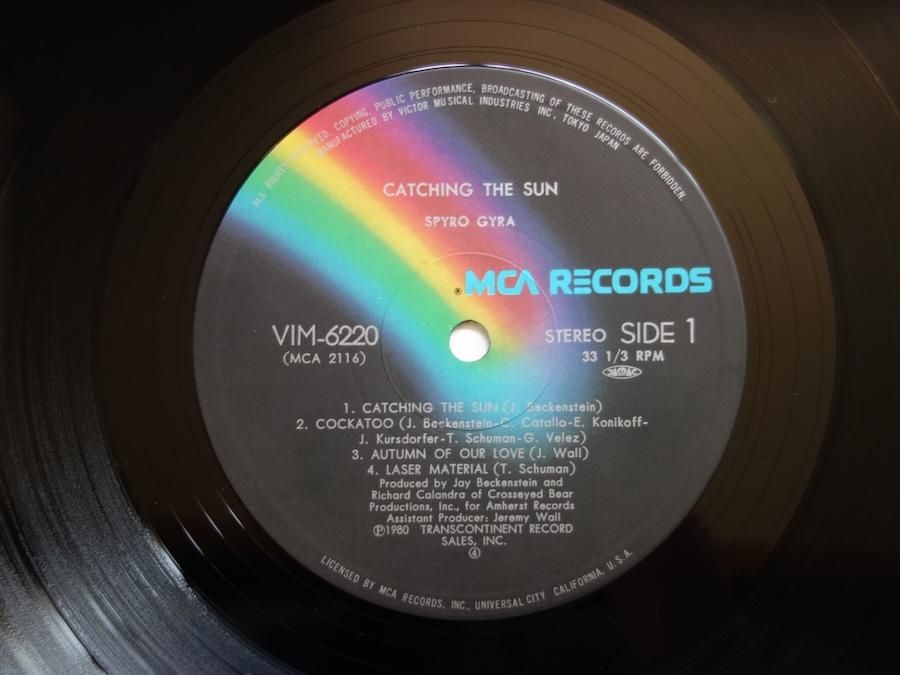 ALL RIGHTS RESERVED, COPYING, PUBLIC PERFORMANCE, BROADCASTING OF THESE RECORDS ARE FORBIDDEN.
MANUFACTURED BY VICTOR MUSICAL INDUSTRIES INC. TOKYO JAPAN
CATCHING THE SUN
SPYRO GYRA
® MCA RECORDS
VIM-6220 STEREO SIDE 1
(MCA 2116) 33 1/3 RPM
JASRAC
1. CATCHING THE SUN (J. Beckenstein)
2. COCKATOO (J. Beckenstein-C. Catallo-E. Konikoff-
J. Kursdorfer-T. Schuman-G. Velez)
3. AUTUMN OF OUR LOVE (J. Wall)
4. LASER MATERIAL (T. Schuman)
Produced by Jay Beckenstein and
Richard Calandra of Crosseyed Bear
Productions, Inc., for Amherst Records
Assistant Producer: Jeremy Wall
℗1980 TRANSCONTINENT RECORD
SALES, INC.
④
LICENSED BY MCA RECORDS, INC., UNIVERSAL CITY CALIFORNIA, U.S.A.